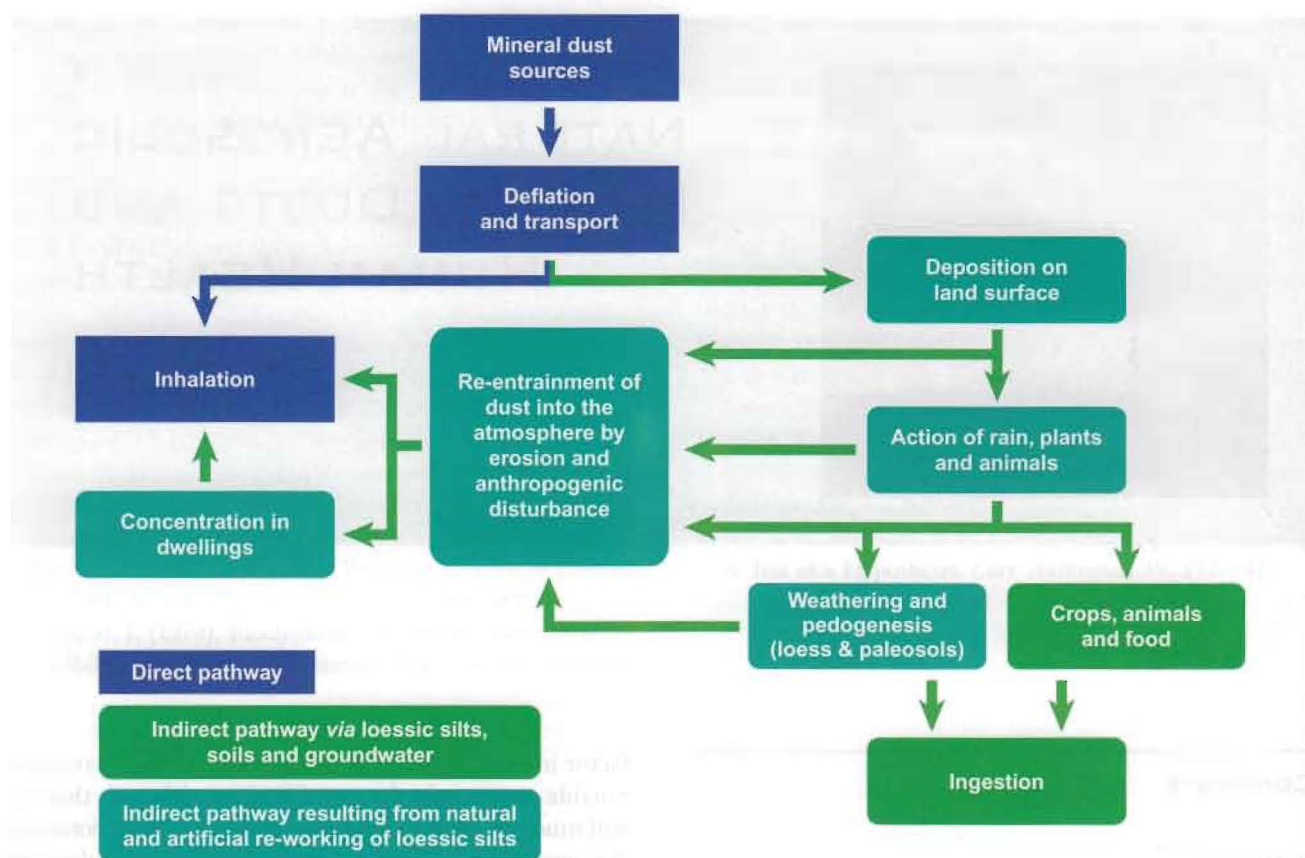 Mineral dust
sources
Deflation
and transport
Deposition on
land surface
Inhalation
Re-entrainment of
dust into the
atmosphere by
erosion and
anthropogenic
disturbance
Action of rain, plants
and animals
Concentration in
dwellings
Weathering and
pedogenesis
(loess & paleosols)
Crops, animals
and food
Ingestion
Direct pathway
Indirect pathway via loessic silts,
soils and groundwater
Indirect pathway resulting from natural
and artificial re-working of loessic silts